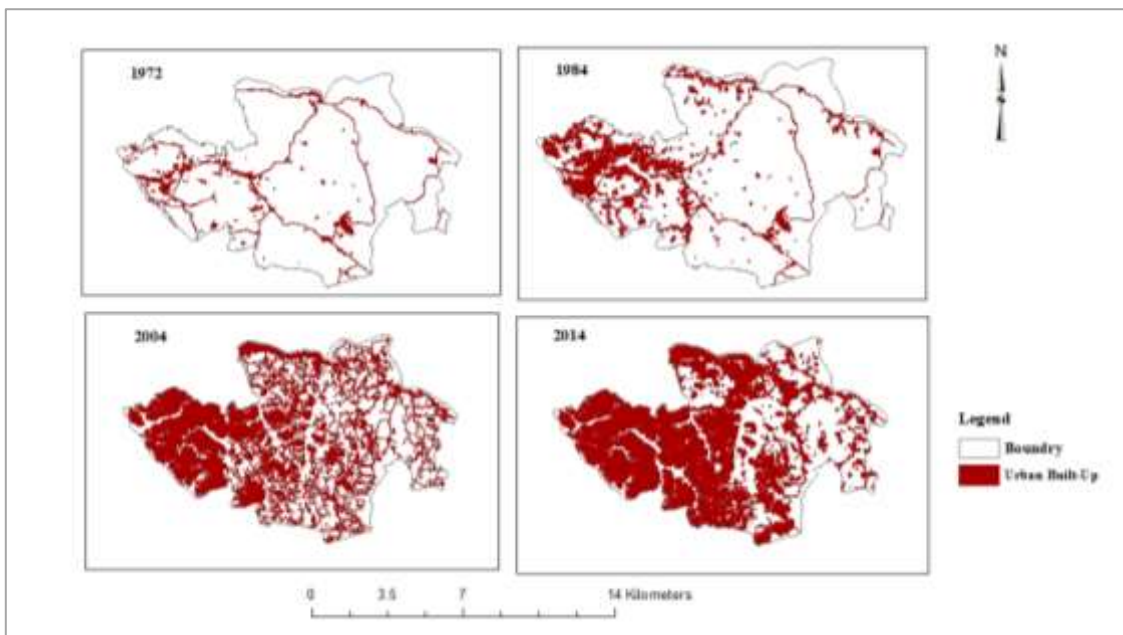 1972
1984
N
2004
2014
Legend
Boundry
Urban Built-Up
0 3.5 7 14 Kilometers